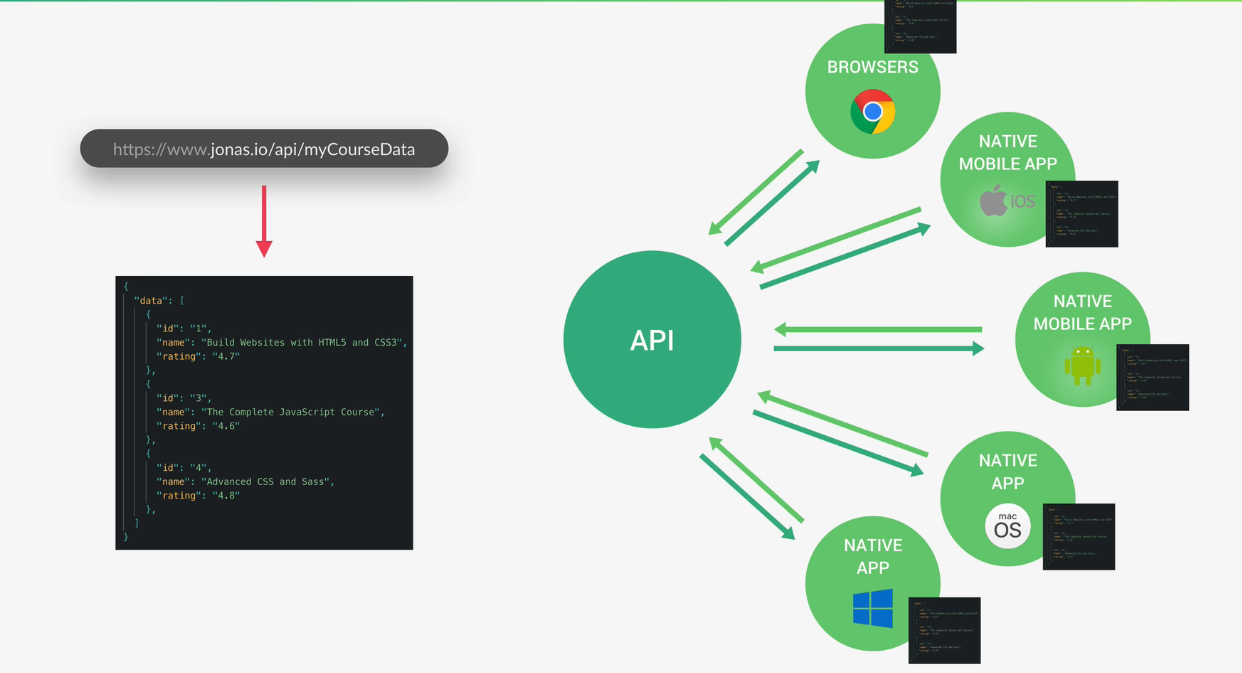 https://www.jonas.io/api/myCourseData
{
"data": [
{
"id": "1",
"name": "Build Websites with HTML5 and CSS3",
"rating": "4.7"
},
{
"id": "3",
"name": "The Complete JavaScript Course",
"rating": "4.6"
},
{
"id": "4",
"name": "Advanced CSS and Sass",
"rating": "4.8"
},
]
}
API
BROWSERS
NATIVE
MOBILE APP
iOS
NATIVE
MOBILE APP
NATIVE
APP
mac
OS
NATIVE
APP